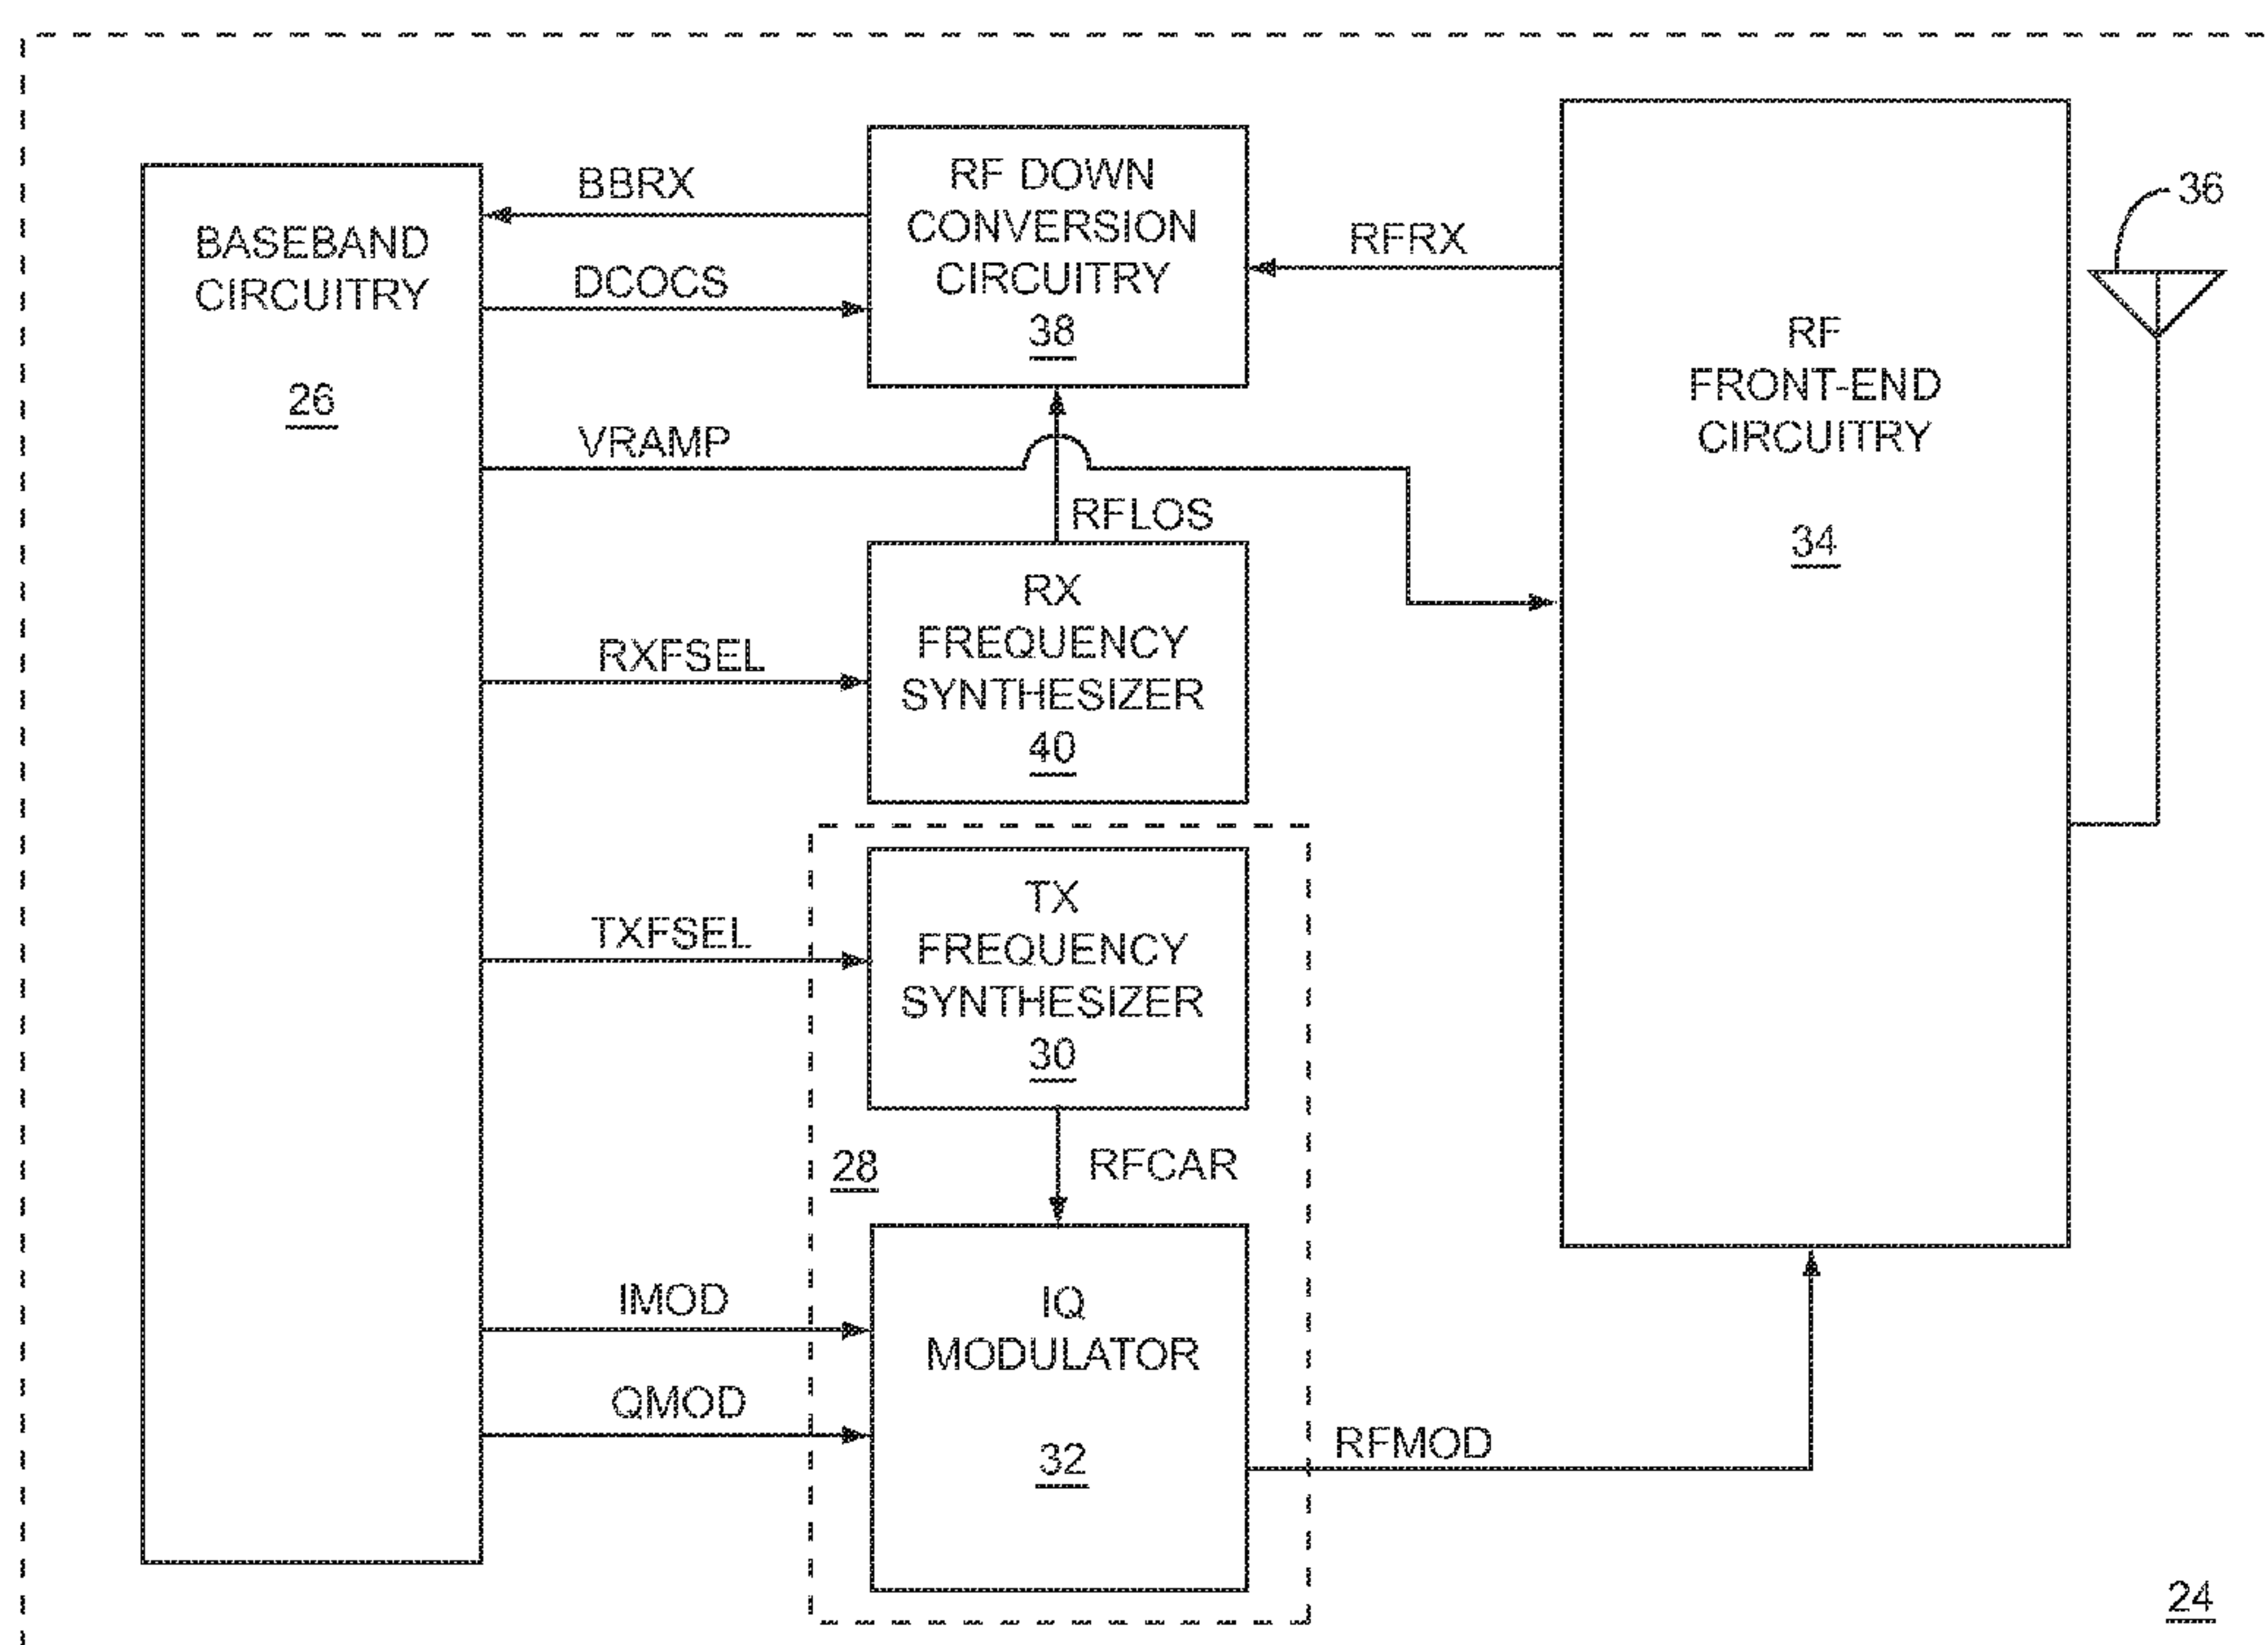 BASEBAND
CIRCUITRY
26
BBRX
DCOCS
VRAMP
RXFSEL
TXFSEL
IMOD
QMOD
RF DOWN
CONVERSION
CIRCUITRY
38
RFLOS
RX
FREQUENCY
SYNTHESIZER
40
TX
FREQUENCY
SYNTHESIZER
30
28
RFCAR
IQ
MODULATOR
32
RFRX
RFMOD
RF
FRONT-END
CIRCUITRY
34
36
24